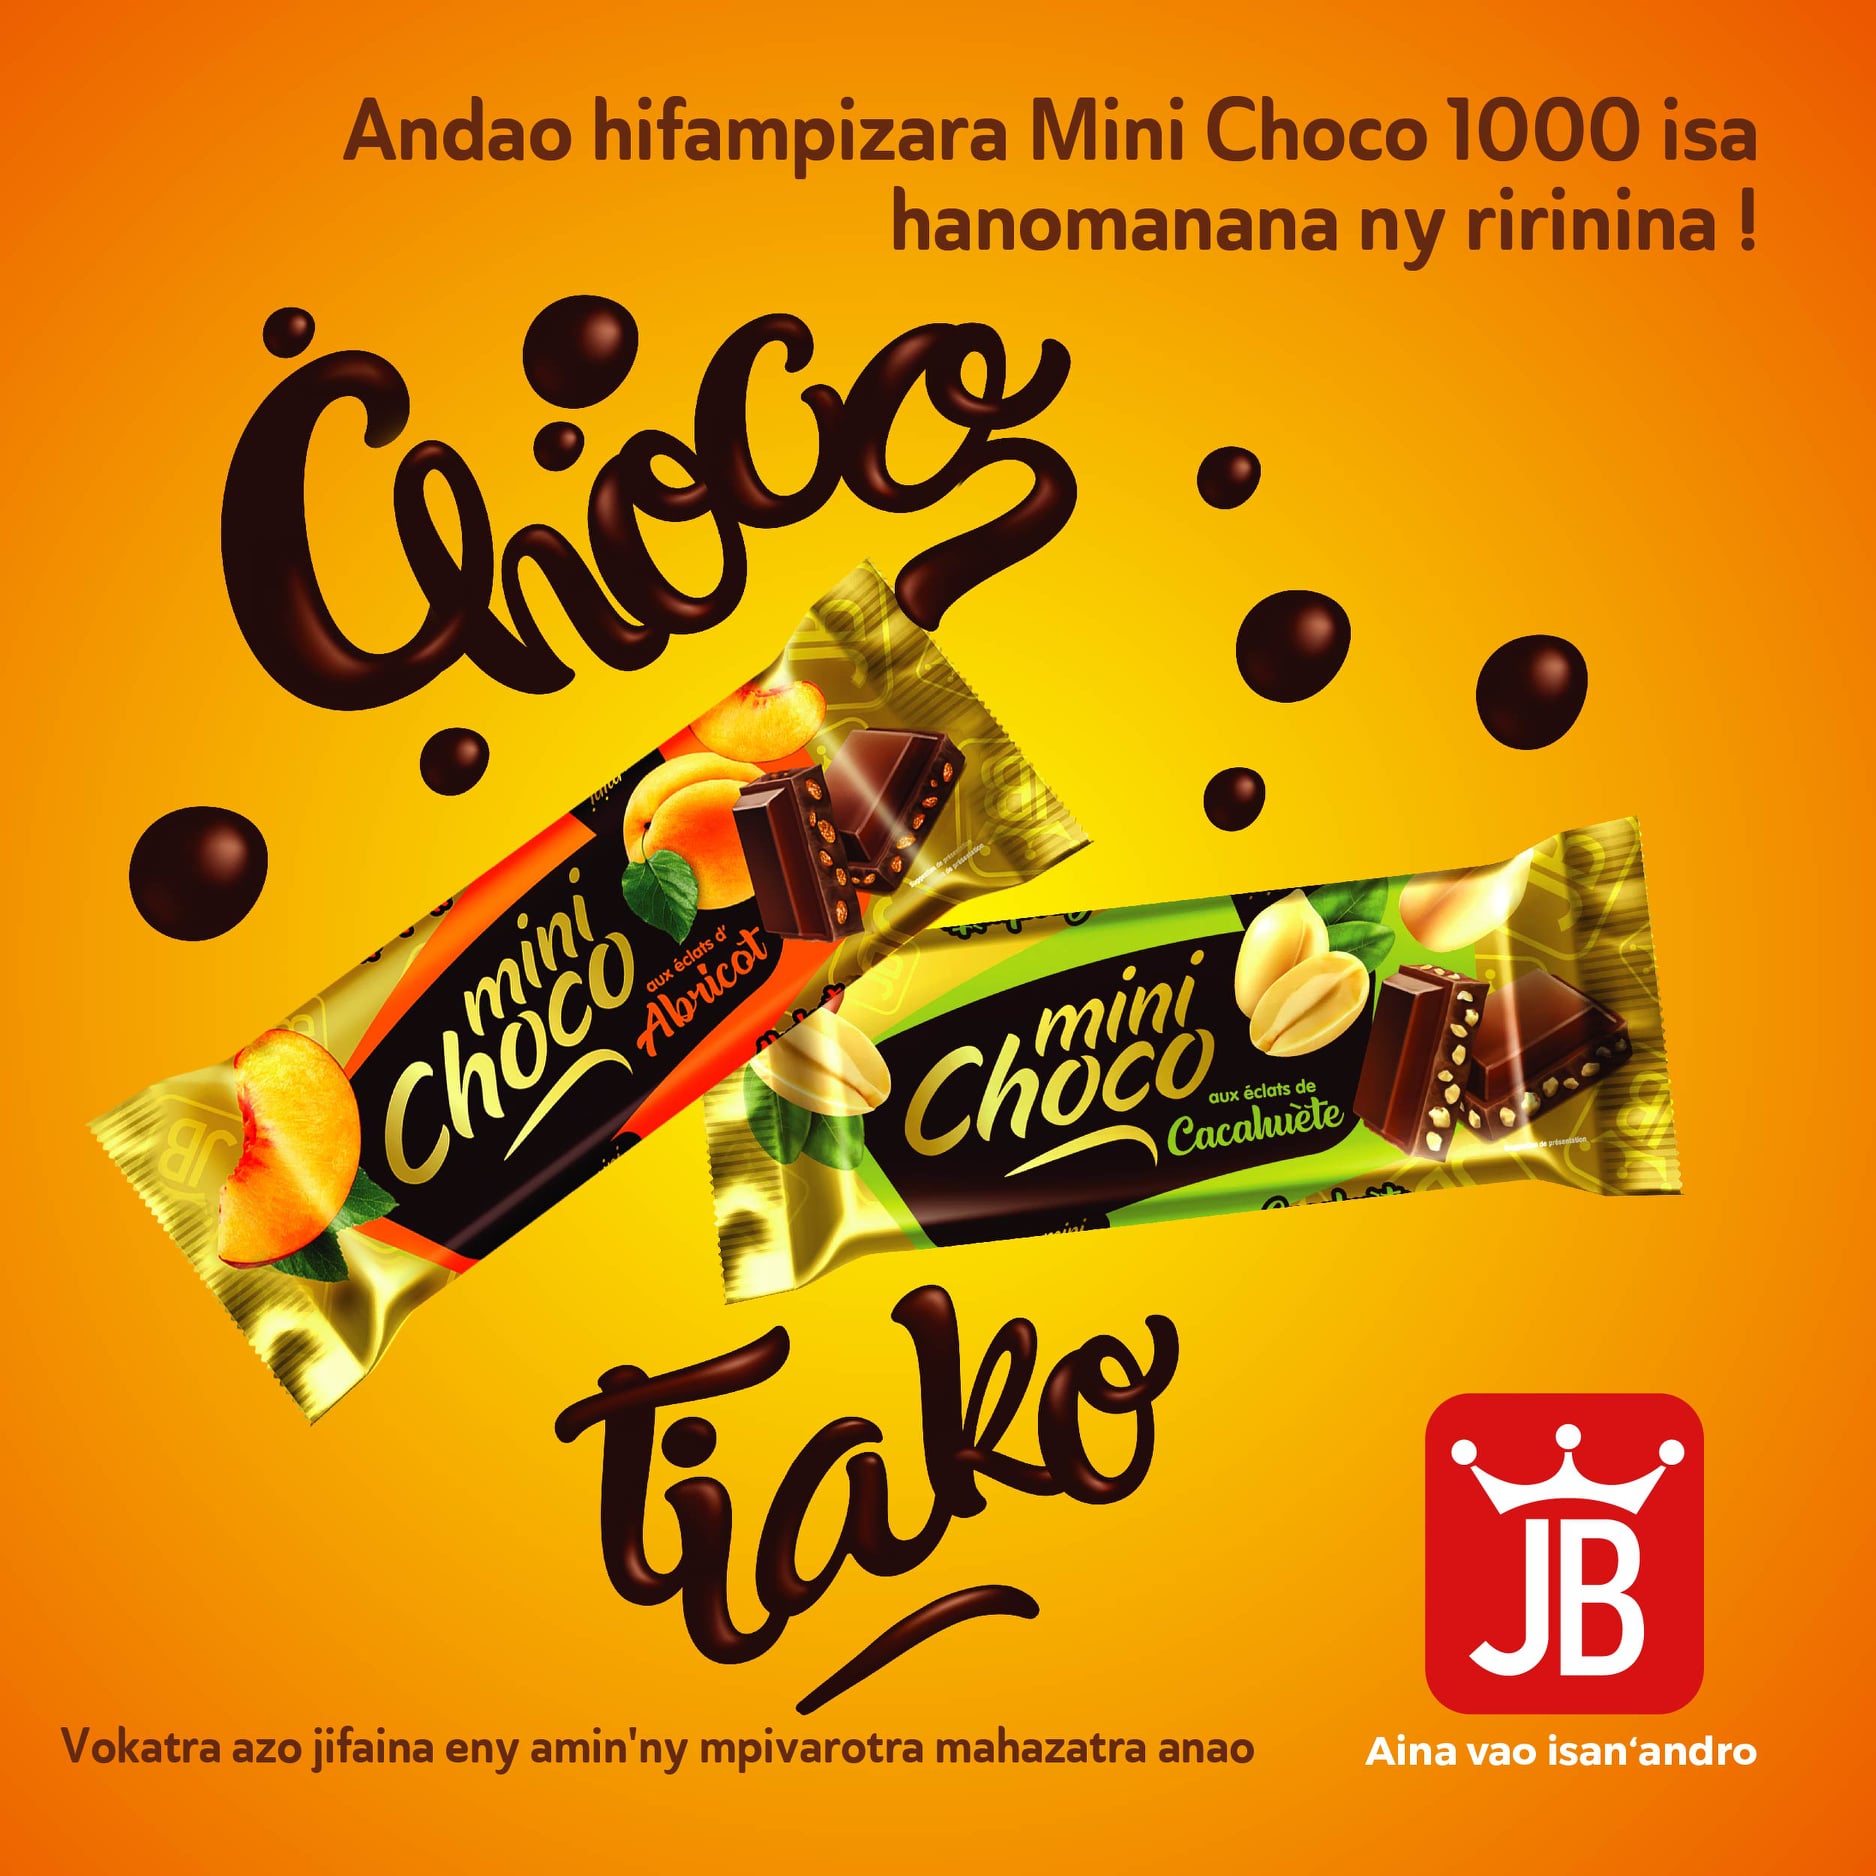 Andao hifampizara Mini Choco 1000 isa
hanomanana ny ririnina !
Choco
mini
Choco
aux éclats d'
Abricot
mini
Choco
aux éclats de
Cacahuète
Tiako
JB
Vokatra azo jifaina eny amin'ny mpivarotra mahazatra anao
Aina vao isan‘andro